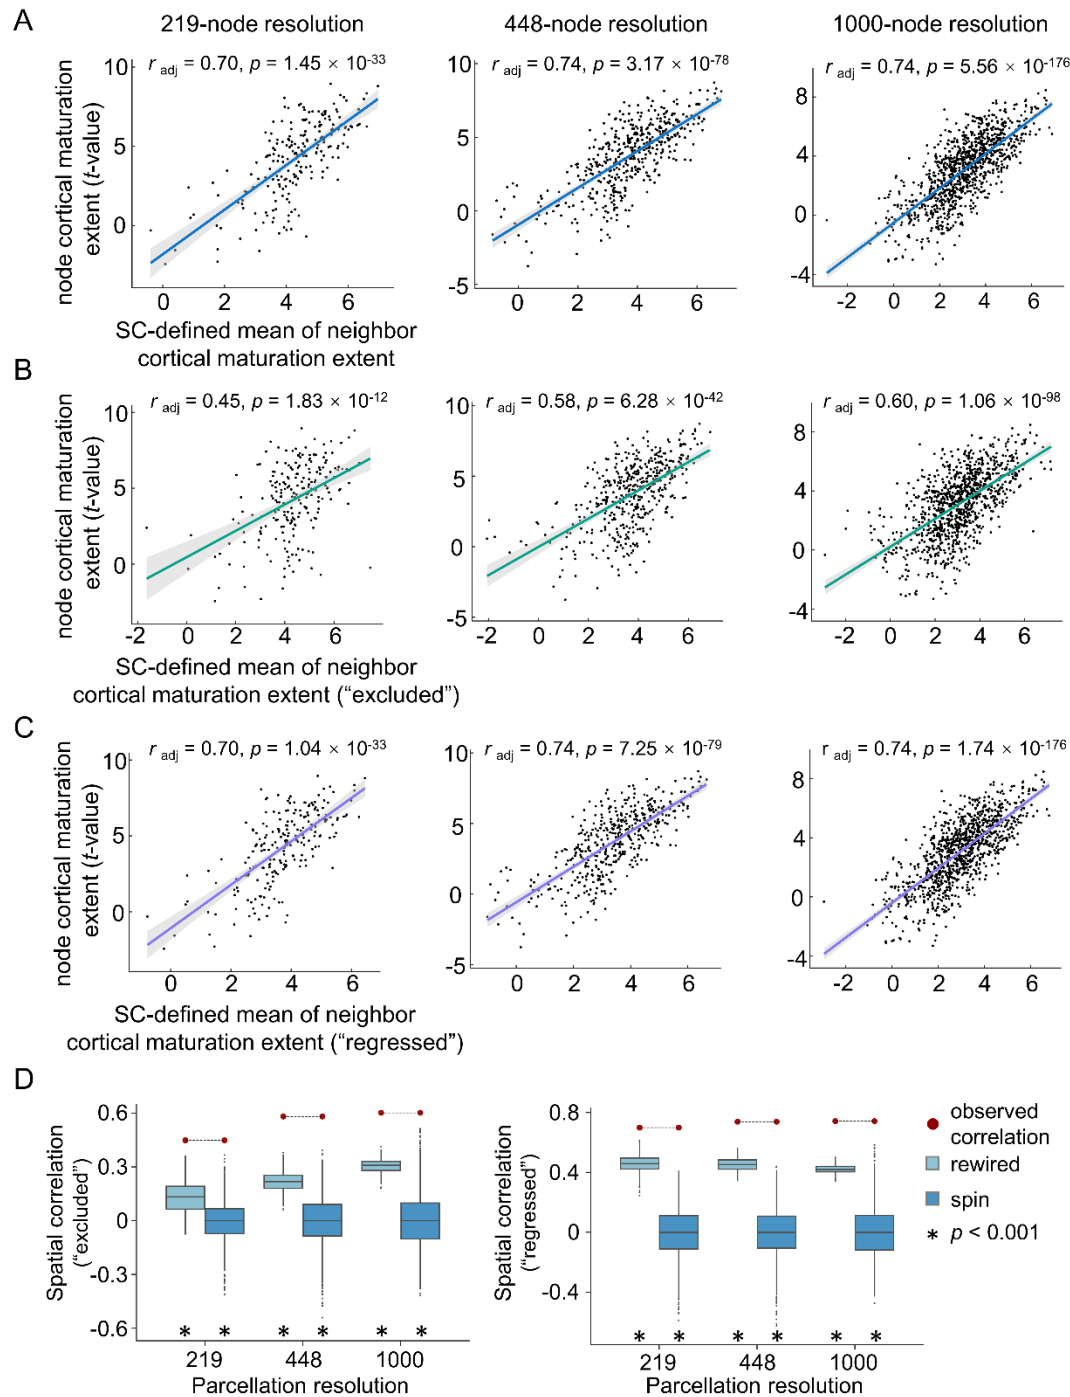 A
219-node resolution 448-node resolution 1000-node resolution
r adj = 0.70, p = 1.45 × 10-33 r adj = 0.74, p = 3.17 × 10-78 r adj = 0.74, p = 5.56 × 10-176
node cortical maturation
extent (t-value)
10
5
0
0 2 4 6
10
5
0
-5
0 2 4 6
8
4
0
-4
-2 0 2 4 6
SC-defined mean of neighbor
cortical maturation extent
B
r adj = 0.45, p = 1.83 × 10-12 r adj = 0.58, p = 6.28 × 10-42 r adj = 0.60, p = 1.06 × 10-98
node cortical maturation
extent (t-value)
10
5
0
-2 0 2 4 6
10
5
0
-5
-2 0 2 4 6
8
4
0
-4
-2 0 2 4 6
SC-defined mean of neighbor
cortical maturation extent (“excluded”)
C
r adj = 0.70, p = 1.04 × 10-33 r adj = 0.74, p = 7.25 × 10-79 r adj = 0.74, p = 1.74 × 10-176
node cortical maturation
extent (t-value)
10
5
0
0 2 4 6
10
5
0
-5
0 2 4 6
8
4
0
-4
-2 0 2 4 6
SC-defined mean of neighbor
cortical maturation extent (“regressed”)
D
Spatial correlation
(“excluded”)
0.6
0.3
0
-0.3
-0.6
* * * * * *
219 448 1000
Parcellation resolution
Spatial correlation
(“regressed”)
0.8
0.4
0
-0.4
* * * * * *
219 448 1000
Parcellation resolution
observed
correlation
rewired
spin
* p < 0.001